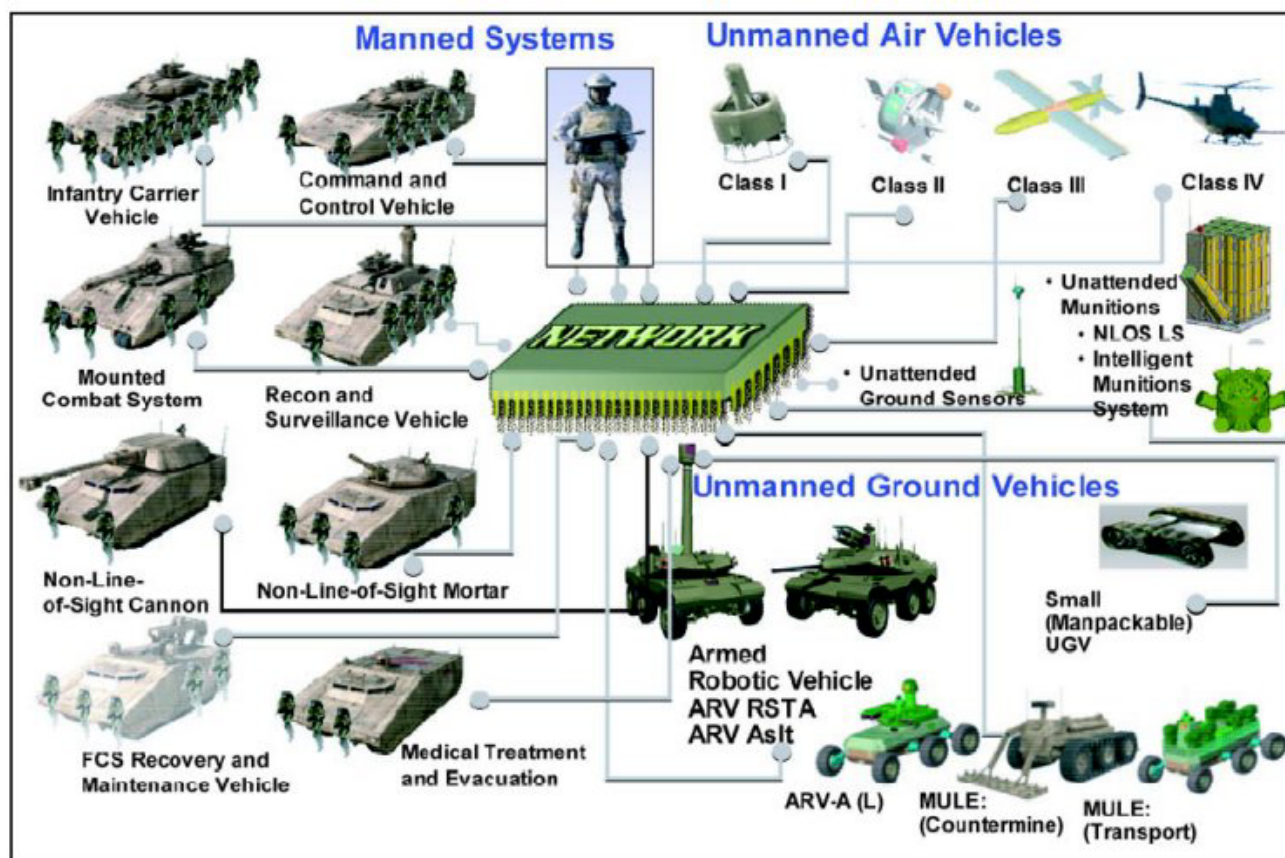 Manned Systems
Unmanned Air Vehicles
Infantry Carrier
Vehicle
Command and
Control Vehicle
Class I
Class II
Class III
Class IV
Mounted
Combat System
Recon and
Surveillance Vehicle
NETWORK
• Unattended
Ground Sensors
• Unattended
Munitions
• NLOS LS
• Intelligent
Munitions
System
Non-Line-
of-Sight Cannon
Non-Line-of-Sight Mortar
Unmanned Ground Vehicles
Small
(Manpackable)
UGV
FCS Recovery and
Maintenance Vehicle
Medical Treatment
and Evacuation
Armed
Robotic Vehicle
ARV RSTA
ARV Aslt
ARV-A (L)
MULE:
(Countermine)
MULE:
(Transport)